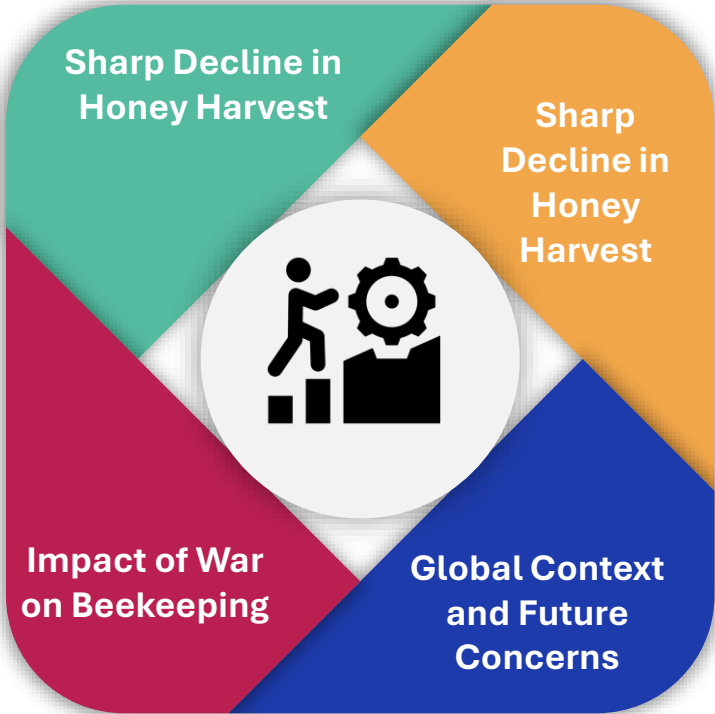 Sharp Decline in
Honey Harvest
Sharp
Decline in
Honey
Harvest
Impact of War
on Beekeeping
Global Context
and Future
Concerns